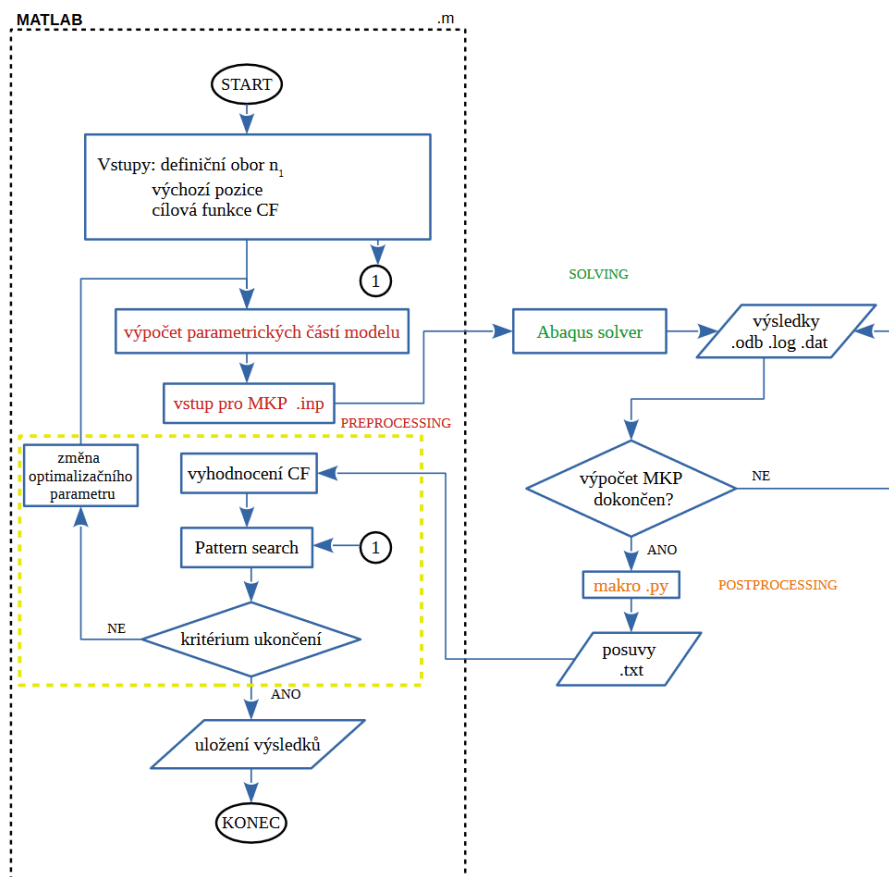 MATLAB
.m
START
Vstupy: definiční obor n1
výchozí pozice
cílová funkce CF
1
SOLVING
výpočet parametrických částí modelu
Abaqus solver
výsledky
.odb .log .dat
vstup pro MKP .inp
PREPROCESSING
změna
optimalizačního
parametru
vyhodnocení CF
výpočet MKP
dokončen?
NE
Pattern search
1
ANO
makro .py
POSTPROCESSING
NE
kritérium ukončení
posuvy
.txt
ANO
uložení výsledků
KONEC